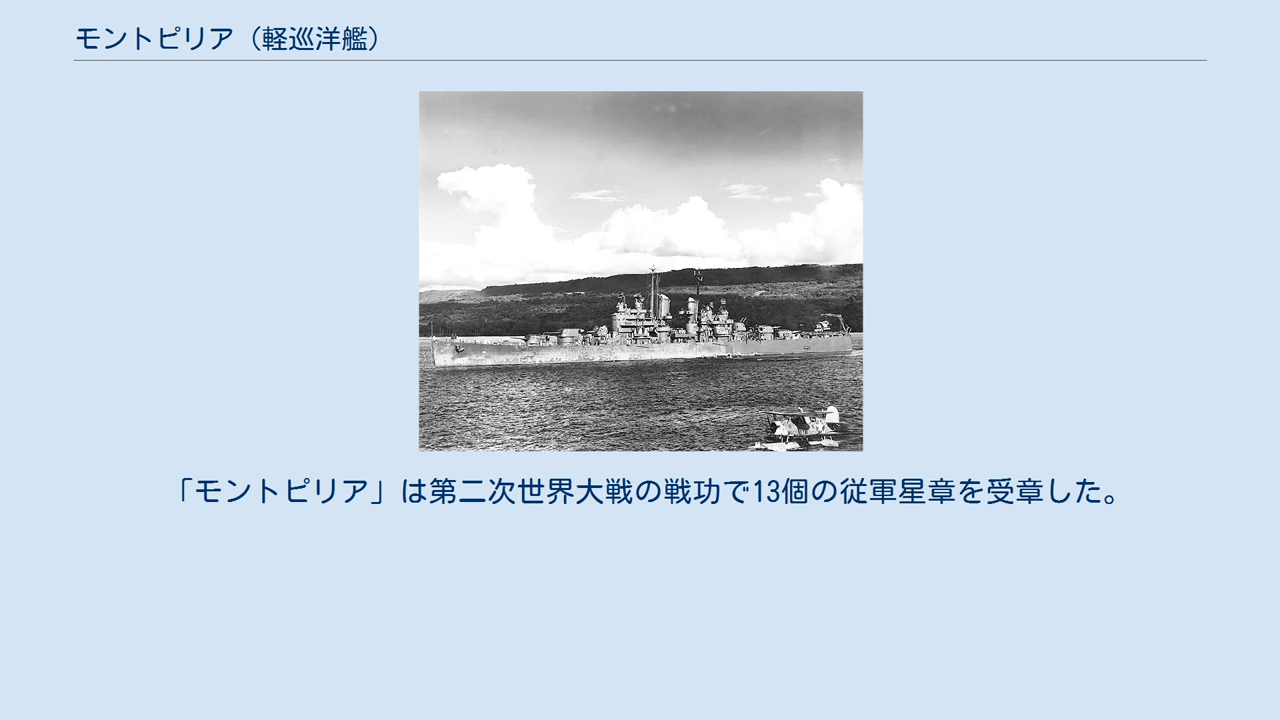 モントピリア（軽巡洋艦）
「モントピリア」は第二次世界大戦の戦功で13個の従軍星章を受章した。